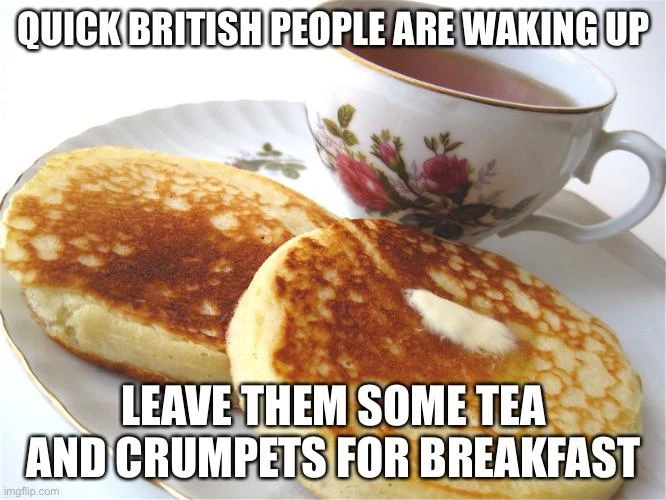 QUICK BRITISH PEOPLE ARE WAKING UP
LEAVE THEM SOME TEA
AND CRUMPETS FOR BREAKFAST
imgflip.com